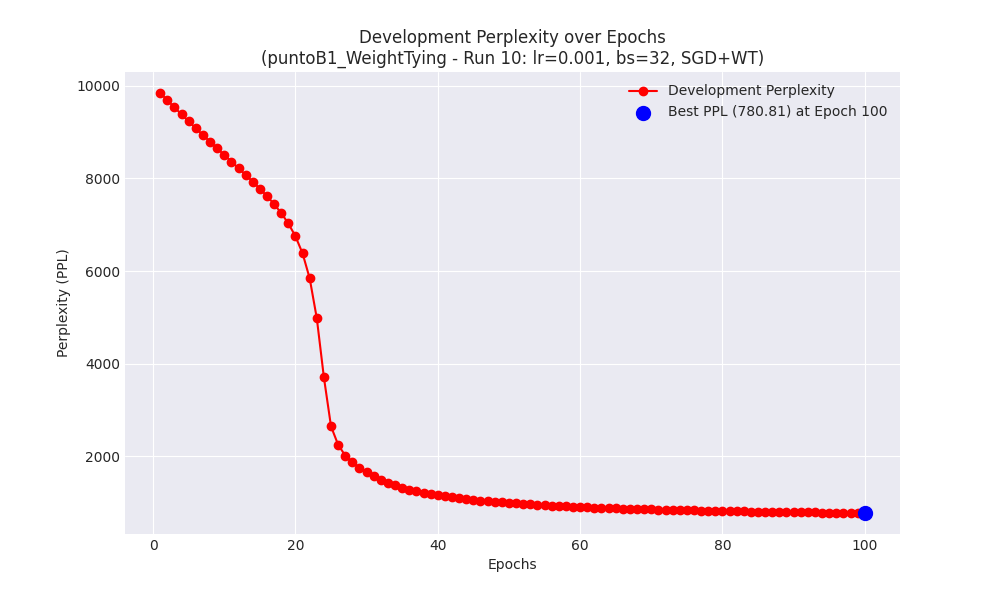 Development Perplexity over Epochs
(puntoB1_WeightTying - Run 10: lr=0.001, bs=32, SGD+WT)
Development Perplexity
Best PPL (780.81) at Epoch 100
Perplexity (PPL)
10000
8000
6000
4000
2000
0 20 40 60 80 100
Epochs